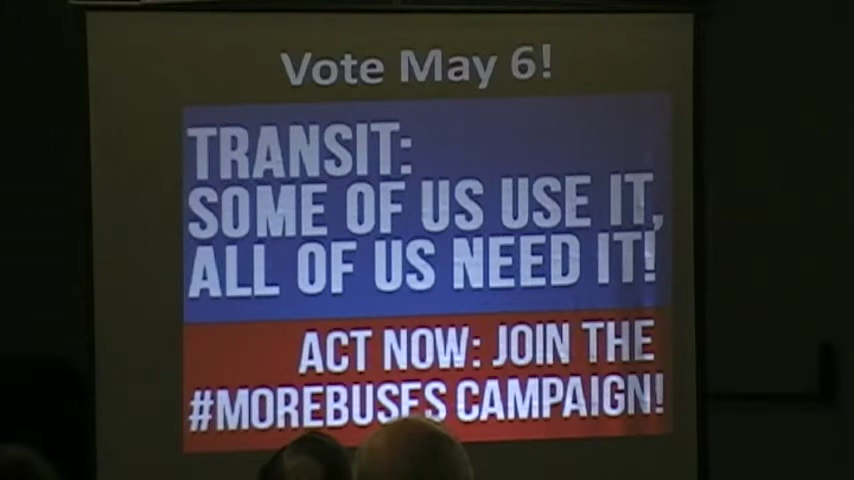 Vote May 6!
TRANSIT:
SOME OF US USE IT,
ALL OF US NEED IT!
ACT NOW: JOIN THE
#MOREBUSES CAMPAIGN!